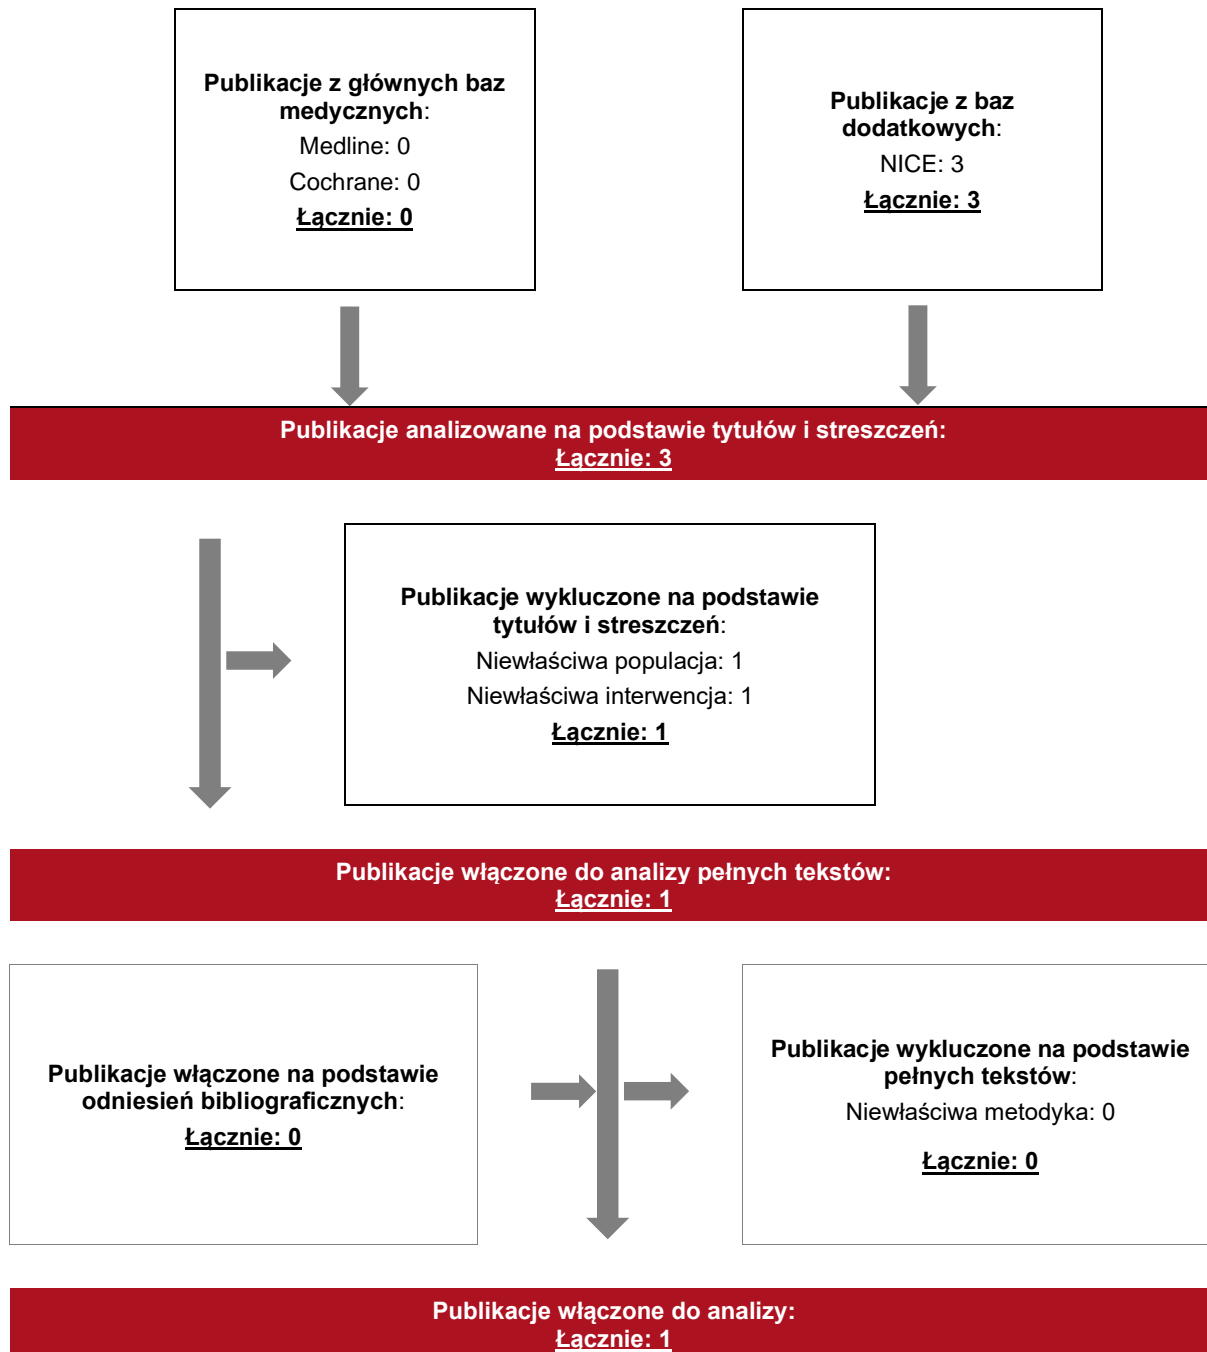 Publikacje z głównych baz
medycznych:
Medline: 0
Cochrane: 0
Łącznie: 0
Publikacje z baz
dodatkowych:
NICE: 3
Łącznie: 3
Publikacje analizowane na podstawie tytułów i streszczeń:
Łącznie: 3
Publikacje wykluczone na podstawie
tytułów i streszczeń:
Niewłaściwa populacja: 1
Niewłaściwa interwencja: 1
Łącznie: 1
Publikacje włączone do analizy pełnych tekstów:
Łącznie: 1
Publikacje włączone na podstawie
odniesień bibliograficznych:
Łącznie: 0
Publikacje wykluczone na podstawie
pełnych tekstów:
Niewłaściwa metodyka: 0
Łącznie: 0
Publikacje włączone do analizy:
Łącznie: 1